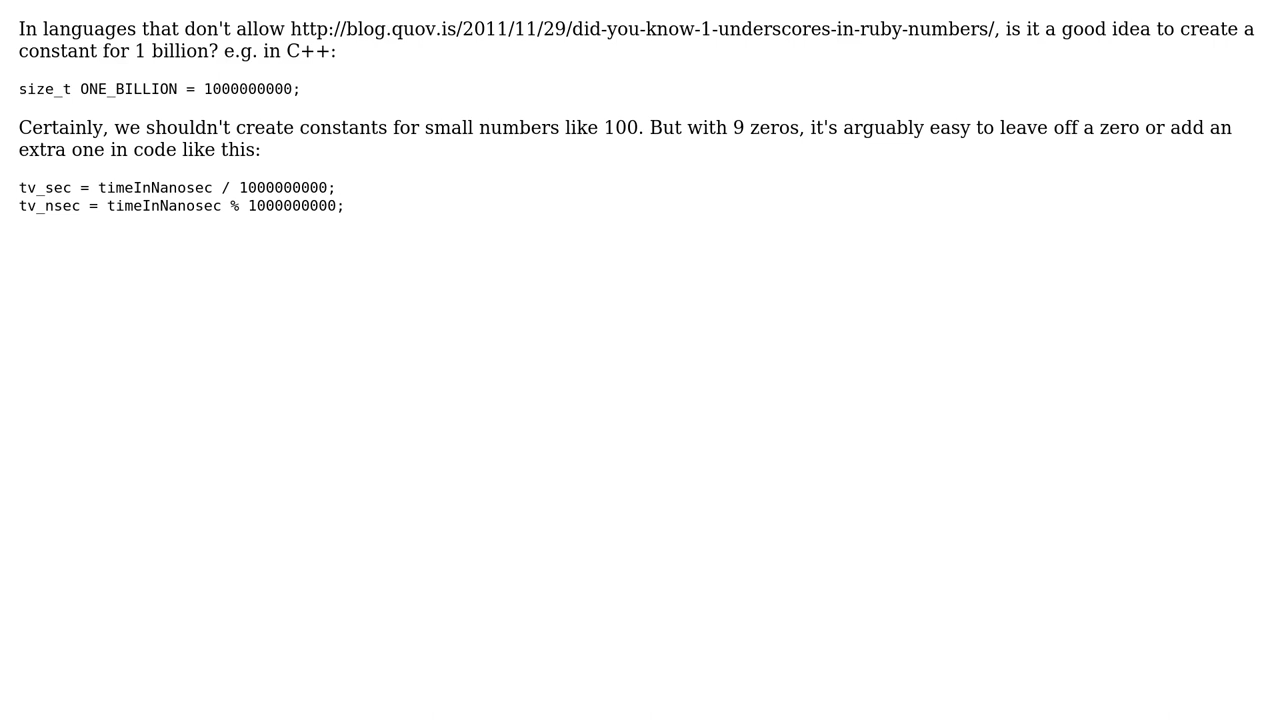 In languages that don't allow http://blog.quov.is/2011/11/29/did-you-know-1-underscores-in-ruby-numbers/, is it a good idea to create a
constant for 1 billion? e.g. in C++:
size_t ONE_BILLION = 1000000000;
Certainly, we shouldn't create constants for small numbers like 100. But with 9 zeros, it's arguably easy to leave off a zero or add an
extra one in code like this:
tv_sec = timeInNanosec / 1000000000;
tv_nsec = timeInNanosec % 1000000000;